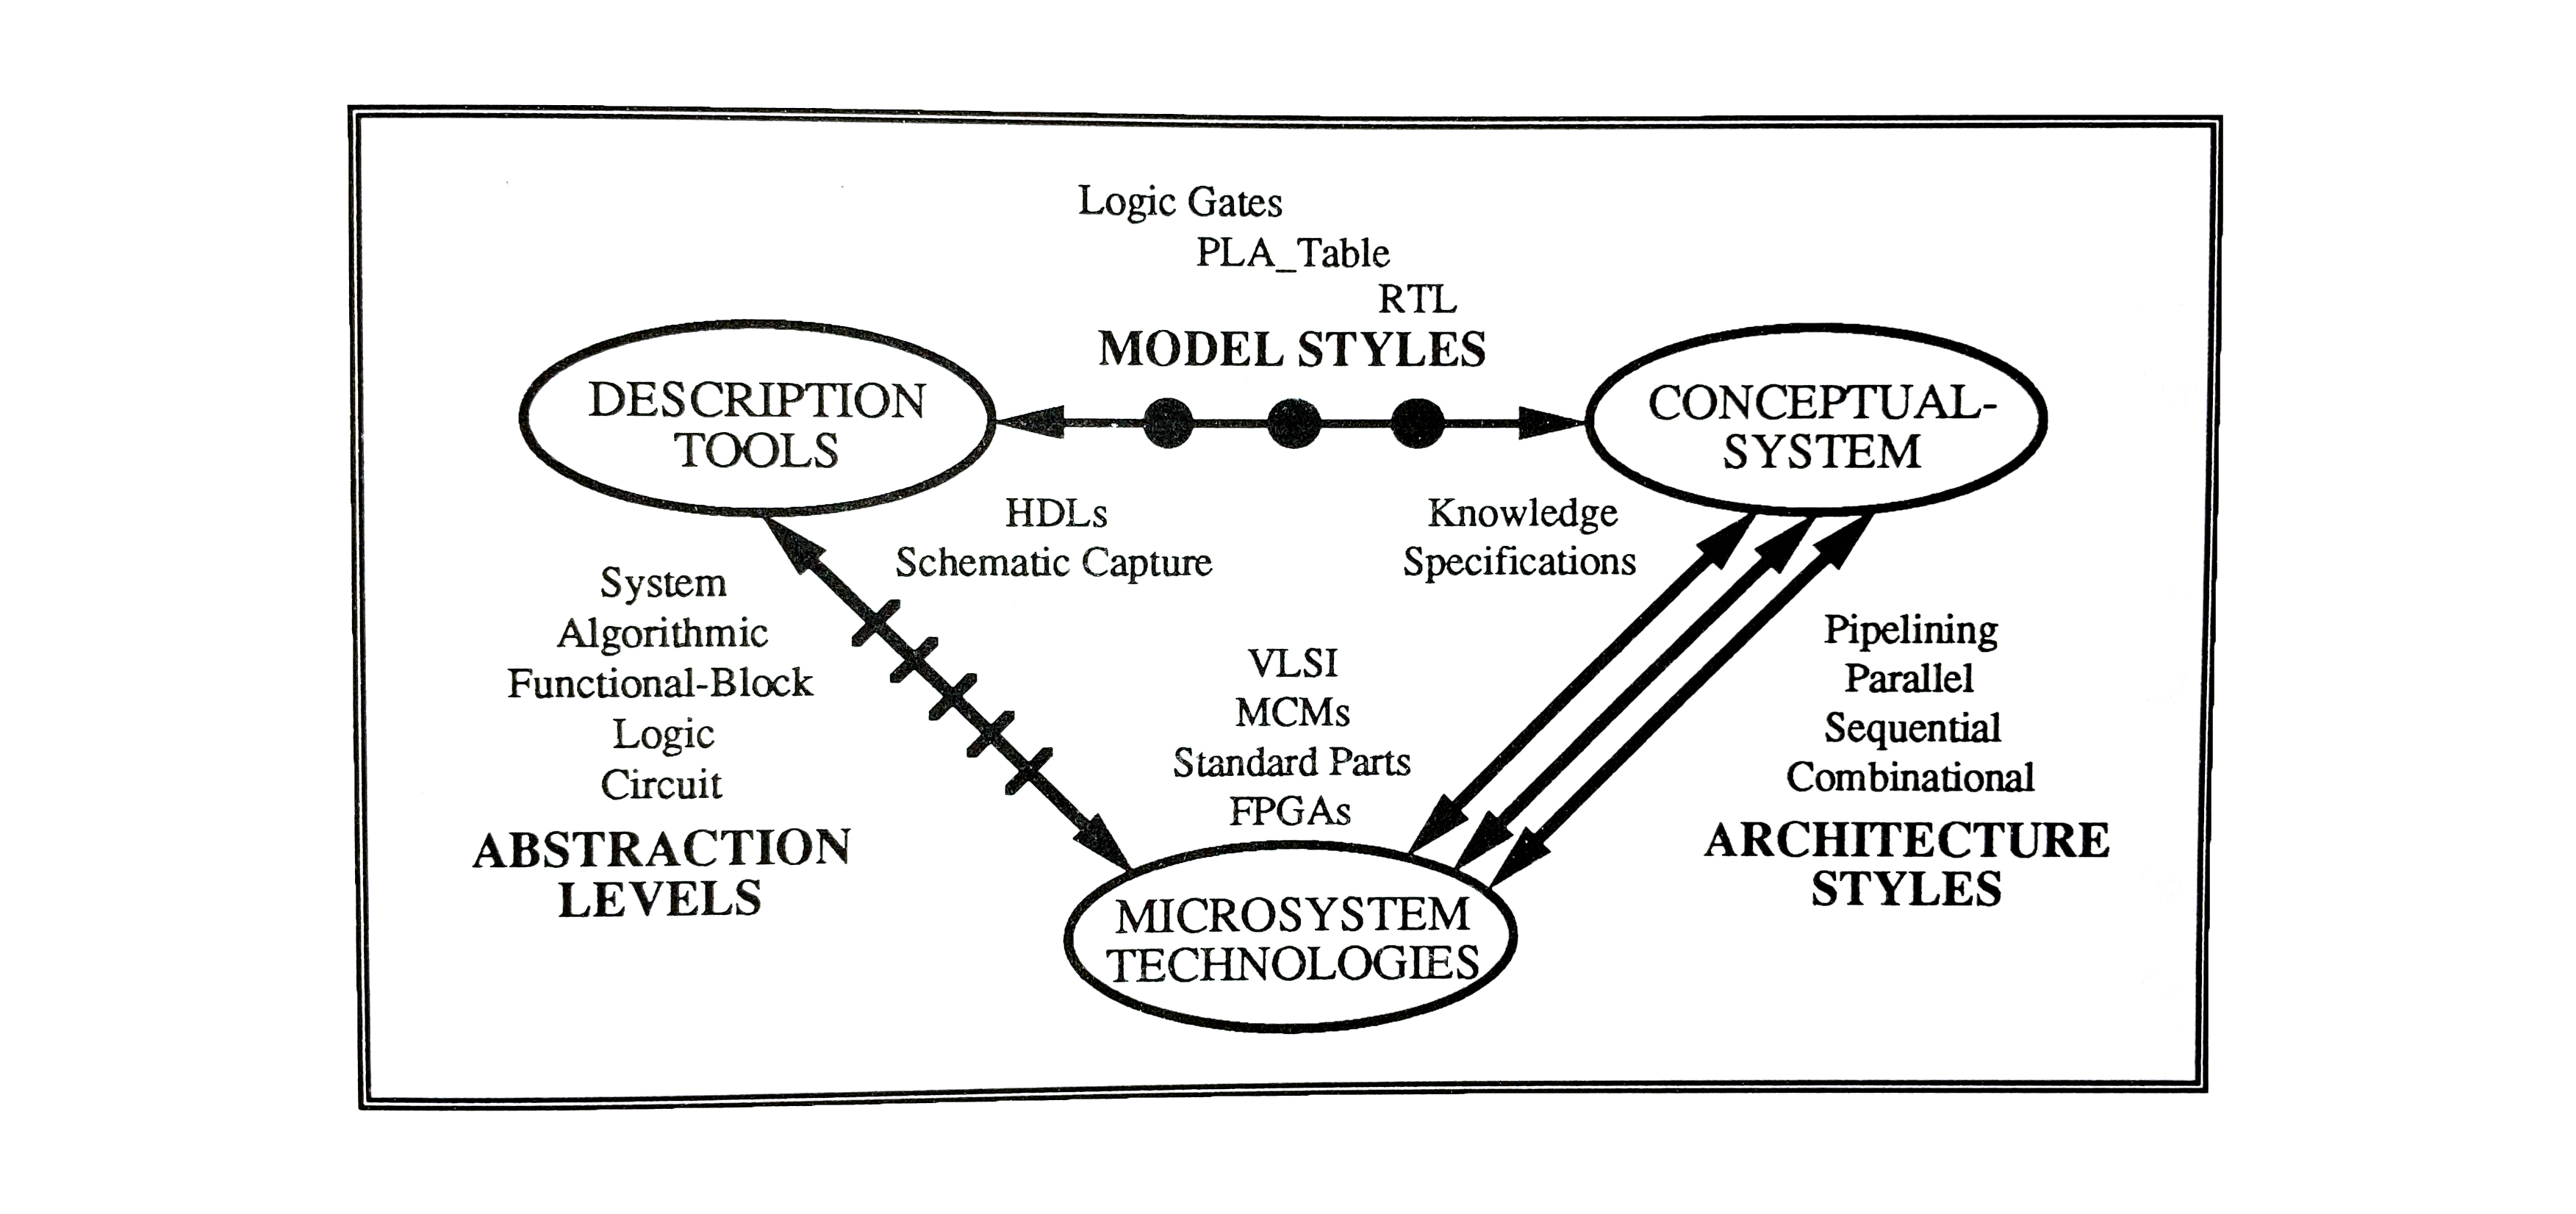 Logic Gates
PLA_Table
RTL
MODEL STYLES
DESCRIPTION
TOOLS
CONCEPTUAL-
SYSTEM
HDLs
Schematic Capture
Knowledge
Specifications
System
Algorithmic
Functional-Block
Logic
Circuit
ABSTRACTION
LEVELS
VLSI
MCMs
Standard Parts
FPGAs
Pipelining
Parallel
Sequential
Combinational
ARCHITECTURE
STYLES
MICROSYSTEM
TECHNOLOGIES